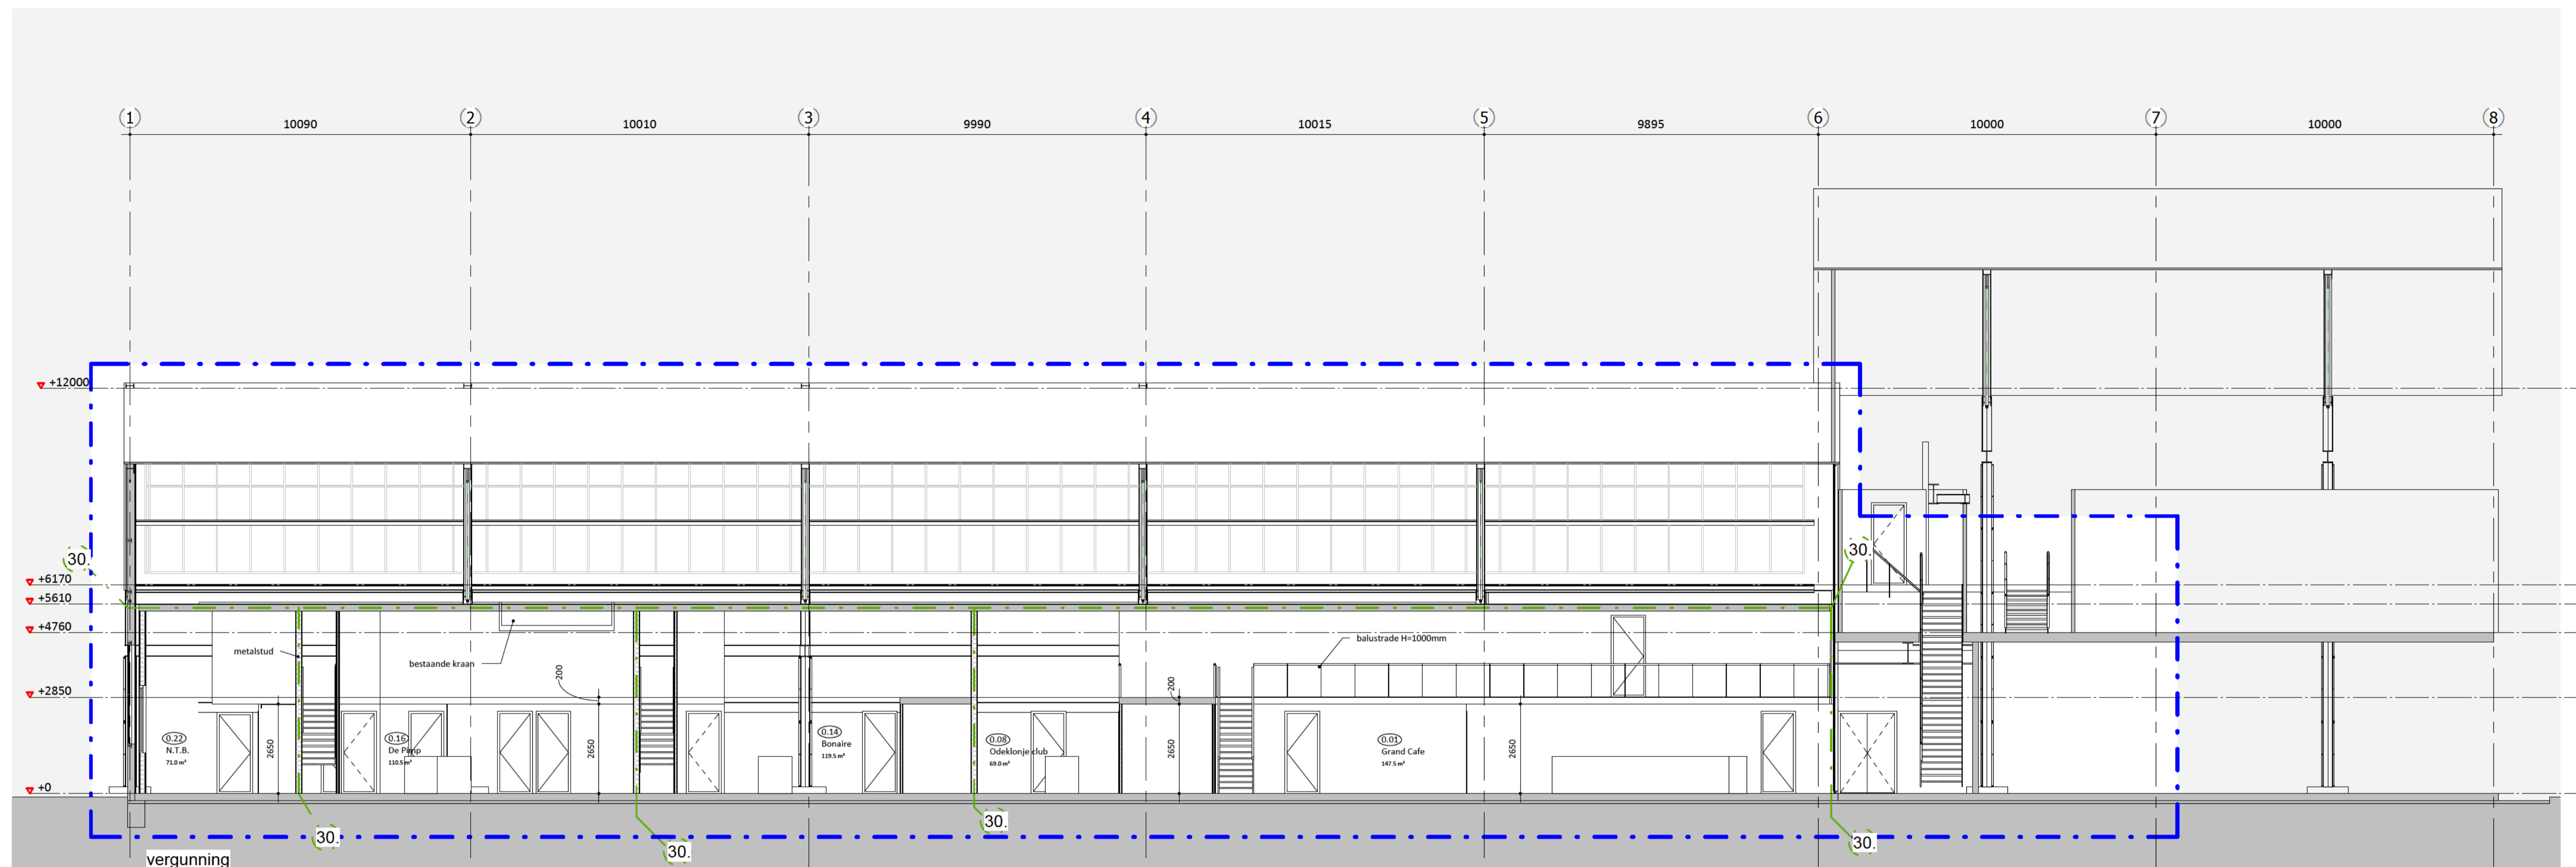 1 2 3 4 5 6 7 8
10090 10010 9990 10015 9895 10000 10000
+12000
30.
30.
+6170
+5610
+4760
balustrade H=1000mm
metalstud
bestaande kraan
200
200
+2850
0.22
N.T.B.
71.0 m²
0.16
De Pimp
110.5 m²
0.14
Bonaire
119.5 m²
0.08
Odeklonje club
69.0 m²
0.01
Grand Cafe
147.5 m²
2650
2650
2650
2650
+0
30.
30.
30.
30.
vergunning